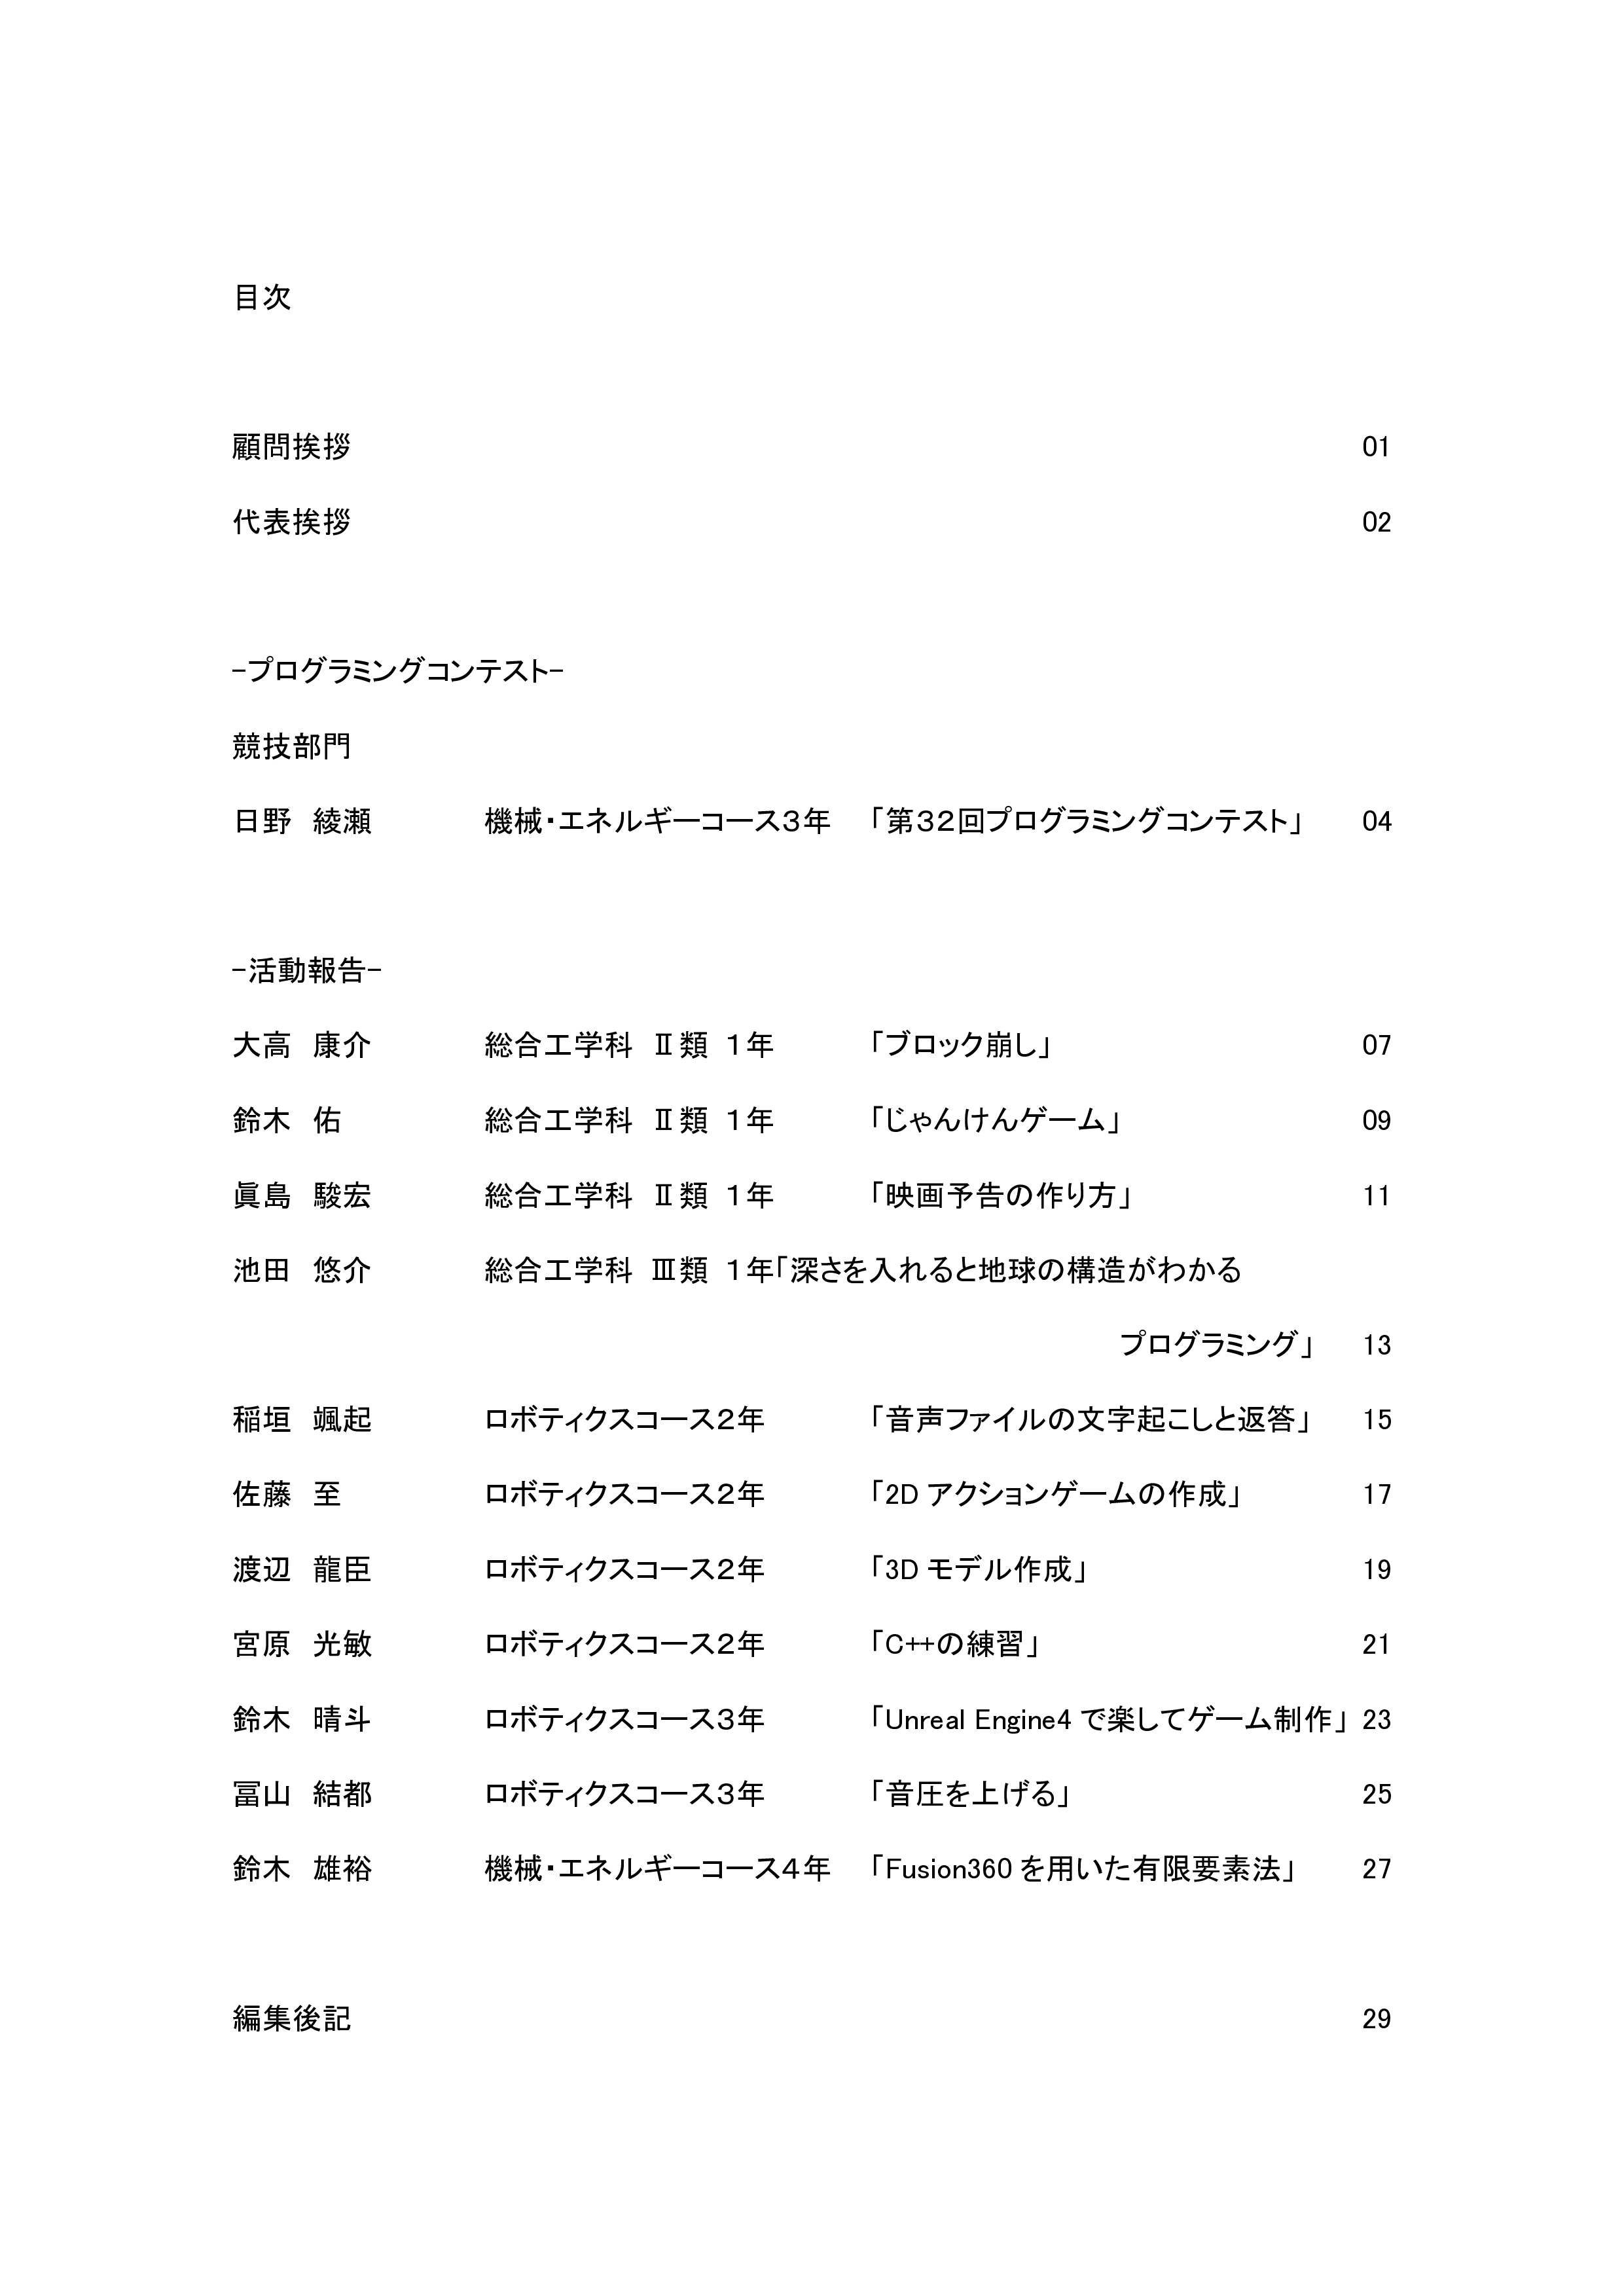 目次
顧問挨拶 01
代表挨拶 02
-プログラミングコンテスト-
競技部門
日野 綾瀬 機械・エネルギーコース3年 「第32回プログラミングコンテスト」 04
-活動報告-
大高 康介 総合工学科 Ⅱ類 1年 「ブロック崩し」 07
鈴木 佑 総合工学科 Ⅱ類 1年 「じゃんけんゲーム」 09
眞島 駿宏 総合工学科 Ⅱ類 1年 「映画予告の作り方」 11
池田 悠介 総合工学科 Ⅲ類 1年「深さを入れると地球の構造がわかる
プログラミング」 13
稲垣 颯起 ロボティクスコース2年 「音声ファイルの文字起こしと返答」 15
佐藤 至 ロボティクスコース2年 「2D アクションゲームの作成」 17
渡辺 龍臣 ロボティクスコース2年 「3D モデル作成」 19
宮原 光敏 ロボティクスコース2年 「C++の練習」 21
鈴木 晴斗 ロボティクスコース3年 「Unreal Engine4 で楽してゲーム制作」 23
冨山 結都 ロボティクスコース3年 「音圧を上げる」 25
鈴木 雄裕 機械・エネルギーコース4年 「Fusion360 を用いた有限要素法」 27
編集後記 29